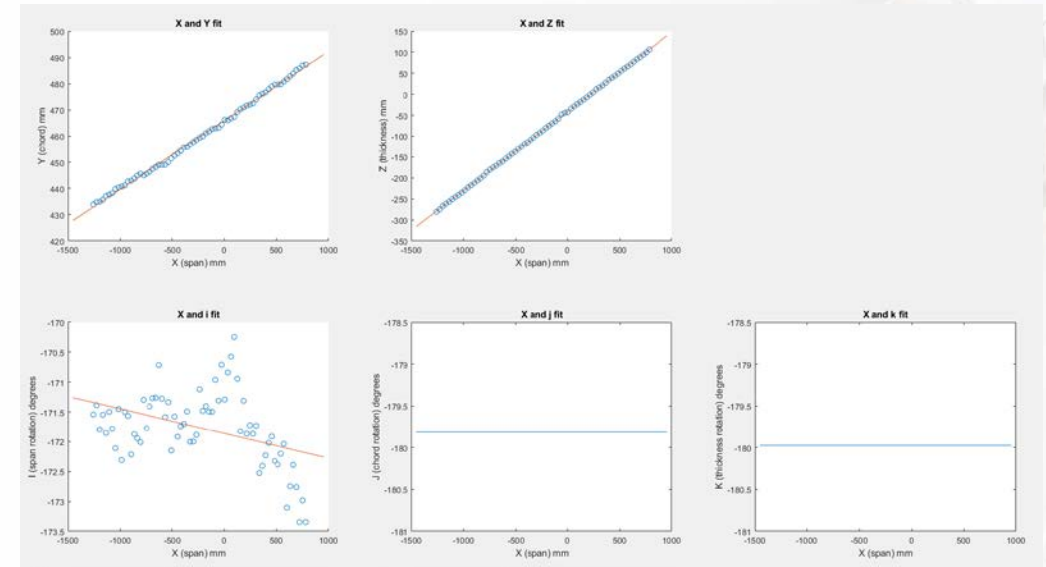 X and Y fit
500
490
480
470
460
450
440
430
420
Y (chord) mm
-1500 -1000 -500 0 500 1000
X (span) mm
X and Z fit
150
100
50
0
-50
-100
-150
-200
-250
-300
-350
Z (thickness) mm
-1500 -1000 -500 0 500 1000
X (span) mm
X and i fit
-170
-170.5
-171
-171.5
-172
-172.5
-173
-173.5
I (span rotation) degrees
-1500 -1000 -500 0 500 1000
X (span) mm
X and j fit
-178.5
-179
-179.5
-180
-180.5
-181
J (chord rotation) degrees
-1500 -1000 -500 0 500 1000
X (span) mm
X and k fit
-178.5
-179
-179.5
-180
-180.5
-181
K (thickness rotation) degrees
-1500 -1000 -500 0 500 1000
X (span) mm